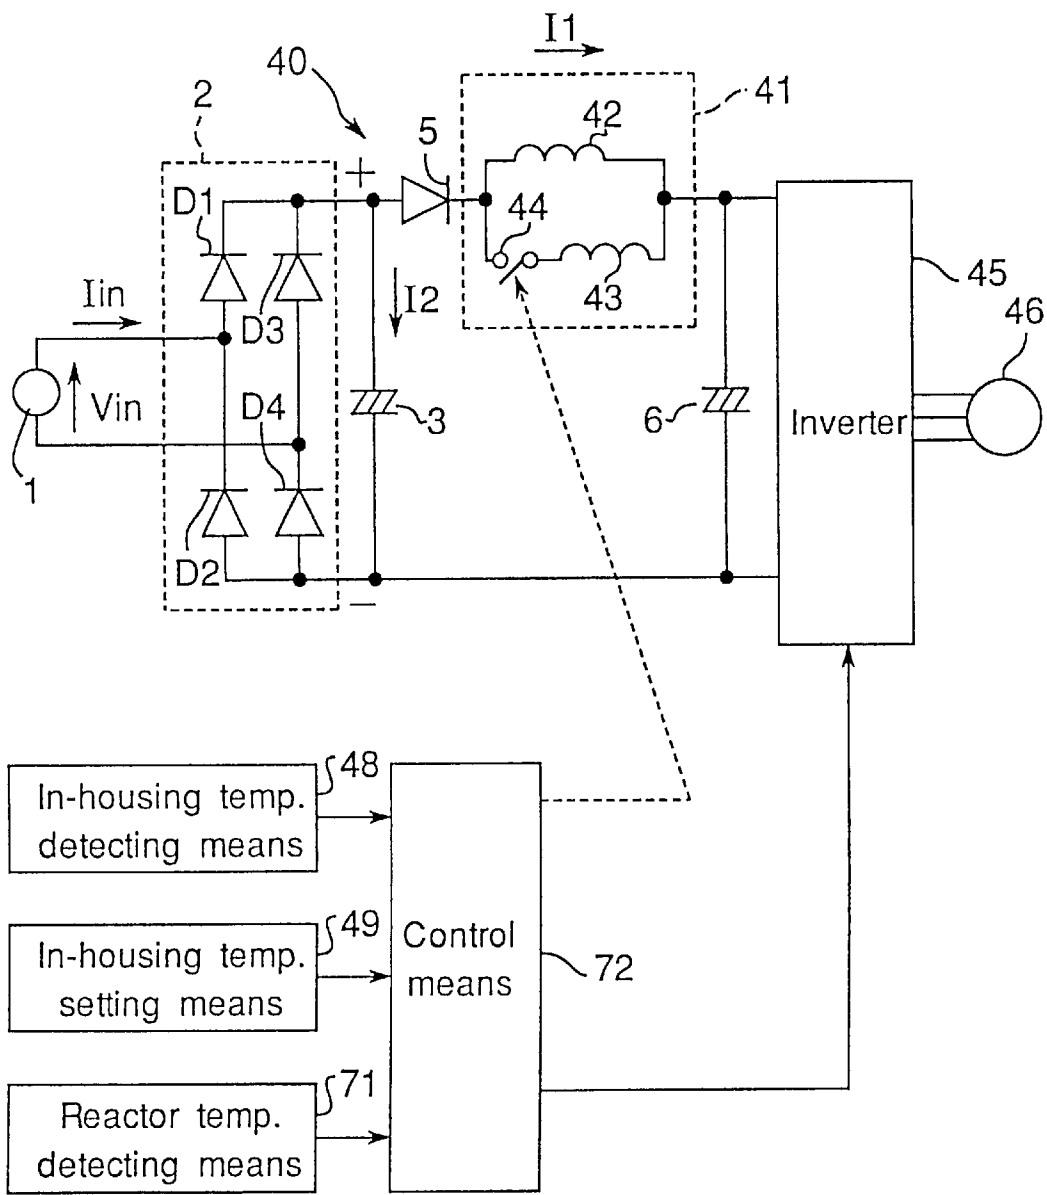 I1
40
41
2
42
5
+
D1
44
Iin
I2
43
45
D3
46
Vin
D4
3
6
Inverter
1
D2
−
In-housing temp.
detecting means
48
In-housing temp.
setting means
49
Control
means
72
Reactor temp.
detecting means
71